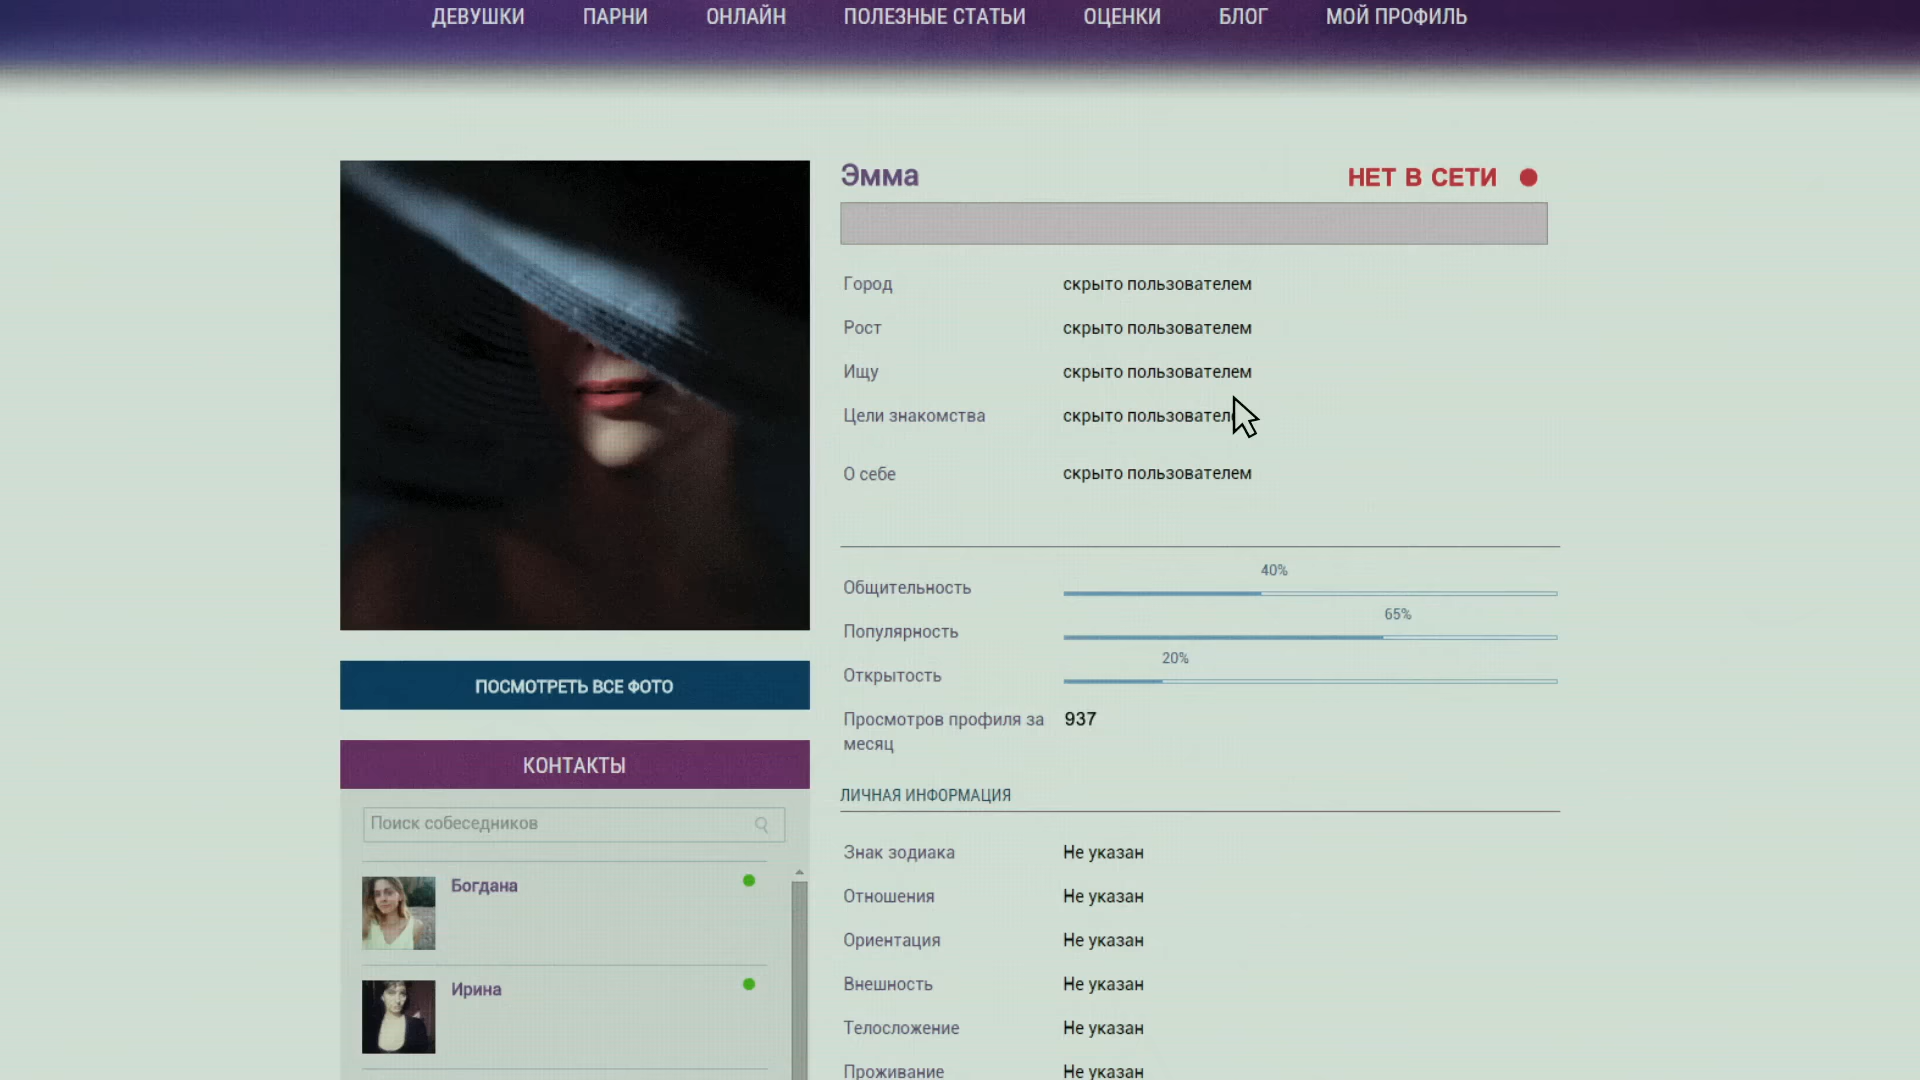 ДЕВУШКИ ПАРНИ ОНЛАЙН ПОЛЕЗНЫЕ СТАТЬИ ОЦЕНКИ БЛОГ МОЙ ПРОФИЛЬ
Эмма НЕТ В СЕТИ
Город скрыто пользователем
Рост скрыто пользователем
Ищу скрыто пользователем
Цели знакомства скрыто пользователем
О себе скрыто пользователем
40%
Общительность
65%
Популярность
20%
Открытость
Просмотров профиля за 937
месяц
ЛИЧНАЯ ИНФОРМАЦИЯ
Знак зодиака Не указан
Отношения Не указан
Ориентация Не указан
Внешность Не указан
Телосложение Не указан
Проживание Не указан
ПОСМОТРЕТЬ ВСЕ ФОТО
КОНТАКТЫ
Поиск собеседников
Богдана
Ирина